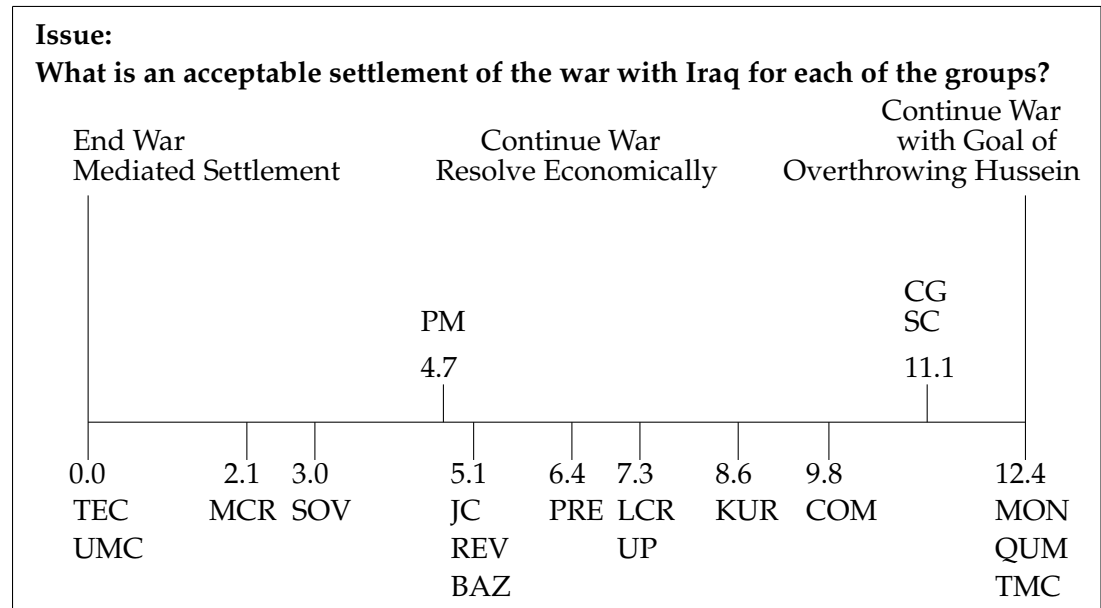 Issue:
What is an acceptable settlement of the war with Iraq for each of the groups?
End War
Mediated Settlement
Continue War
Resolve Economically
Continue War
with Goal of
Overthrowing Hussein
PM
4.7
CG
SC
11.1
0.0
TEC
UMC
2.1
MCR
3.0
SOV
5.1
JC
REV
BAZ
6.4
PRE
7.3
LCR
UP
8.6
KUR
9.8
COM
12.4
MON
QUM
TMC